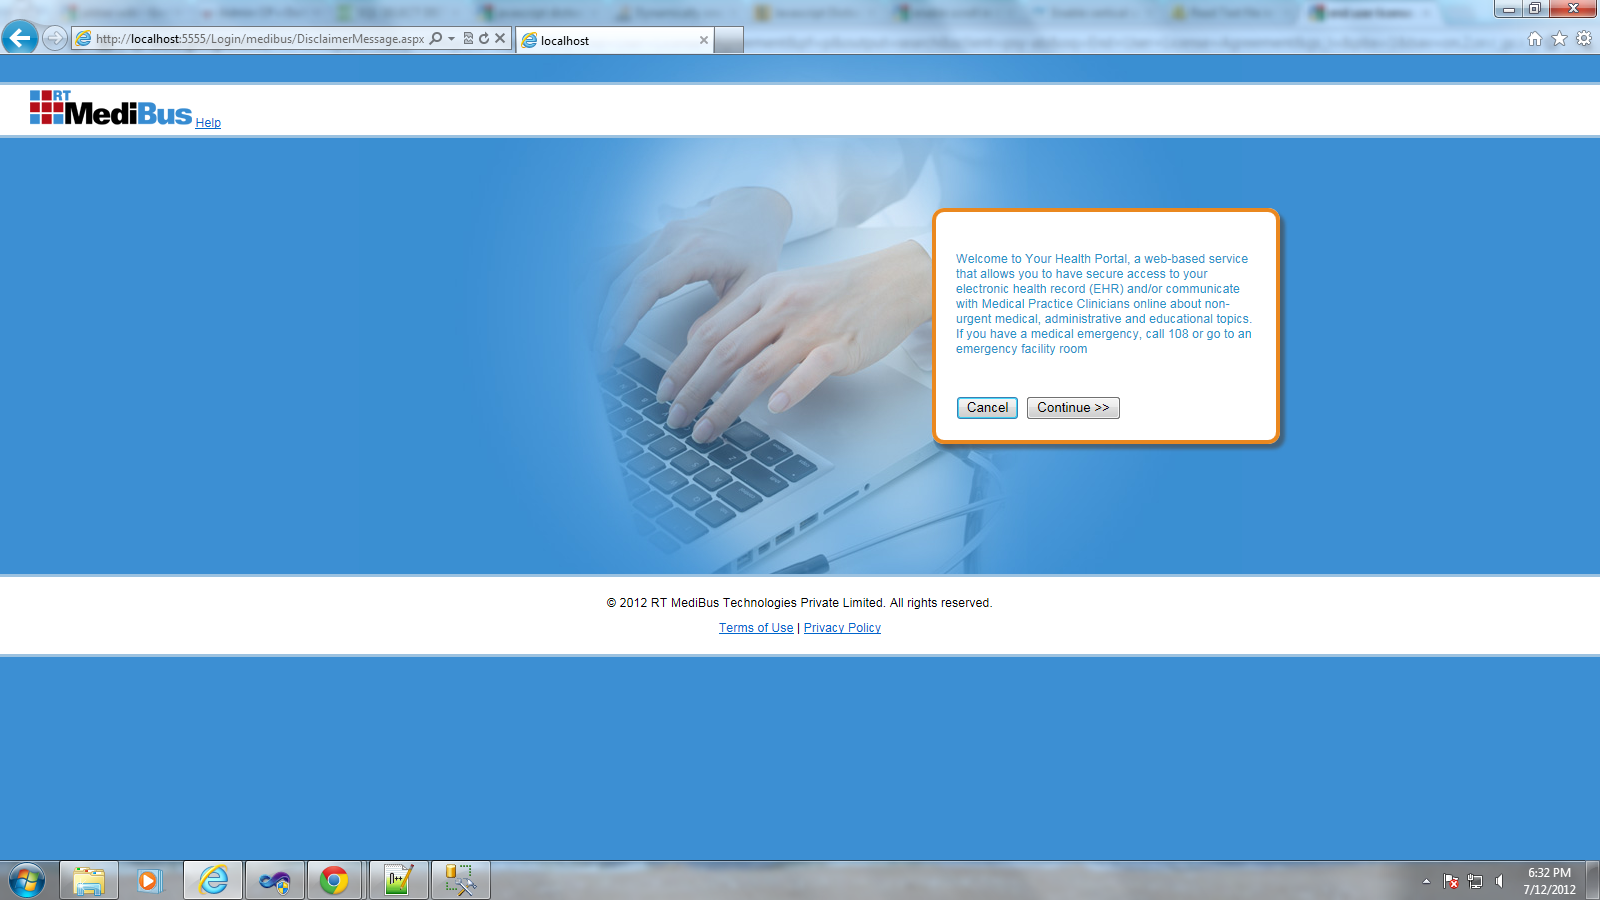 http://localhost:5555/Login/medibus/DisclaimerMessage.aspx
localhost
RT
MediBus
Help
Welcome to Your Health Portal, a web-based service
that allows you to have secure access to your
electronic health record (EHR) and/or communicate
with Medical Practice Clinicians online about non-
urgent medical, administrative and educational topics.
If you have a medical emergency, call 108 or go to an
emergency facility room
Cancel
Continue >>
© 2012 RT MediBus Technologies Private Limited. All rights reserved.
Terms of Use | Privacy Policy
6:32 PM
7/12/2012